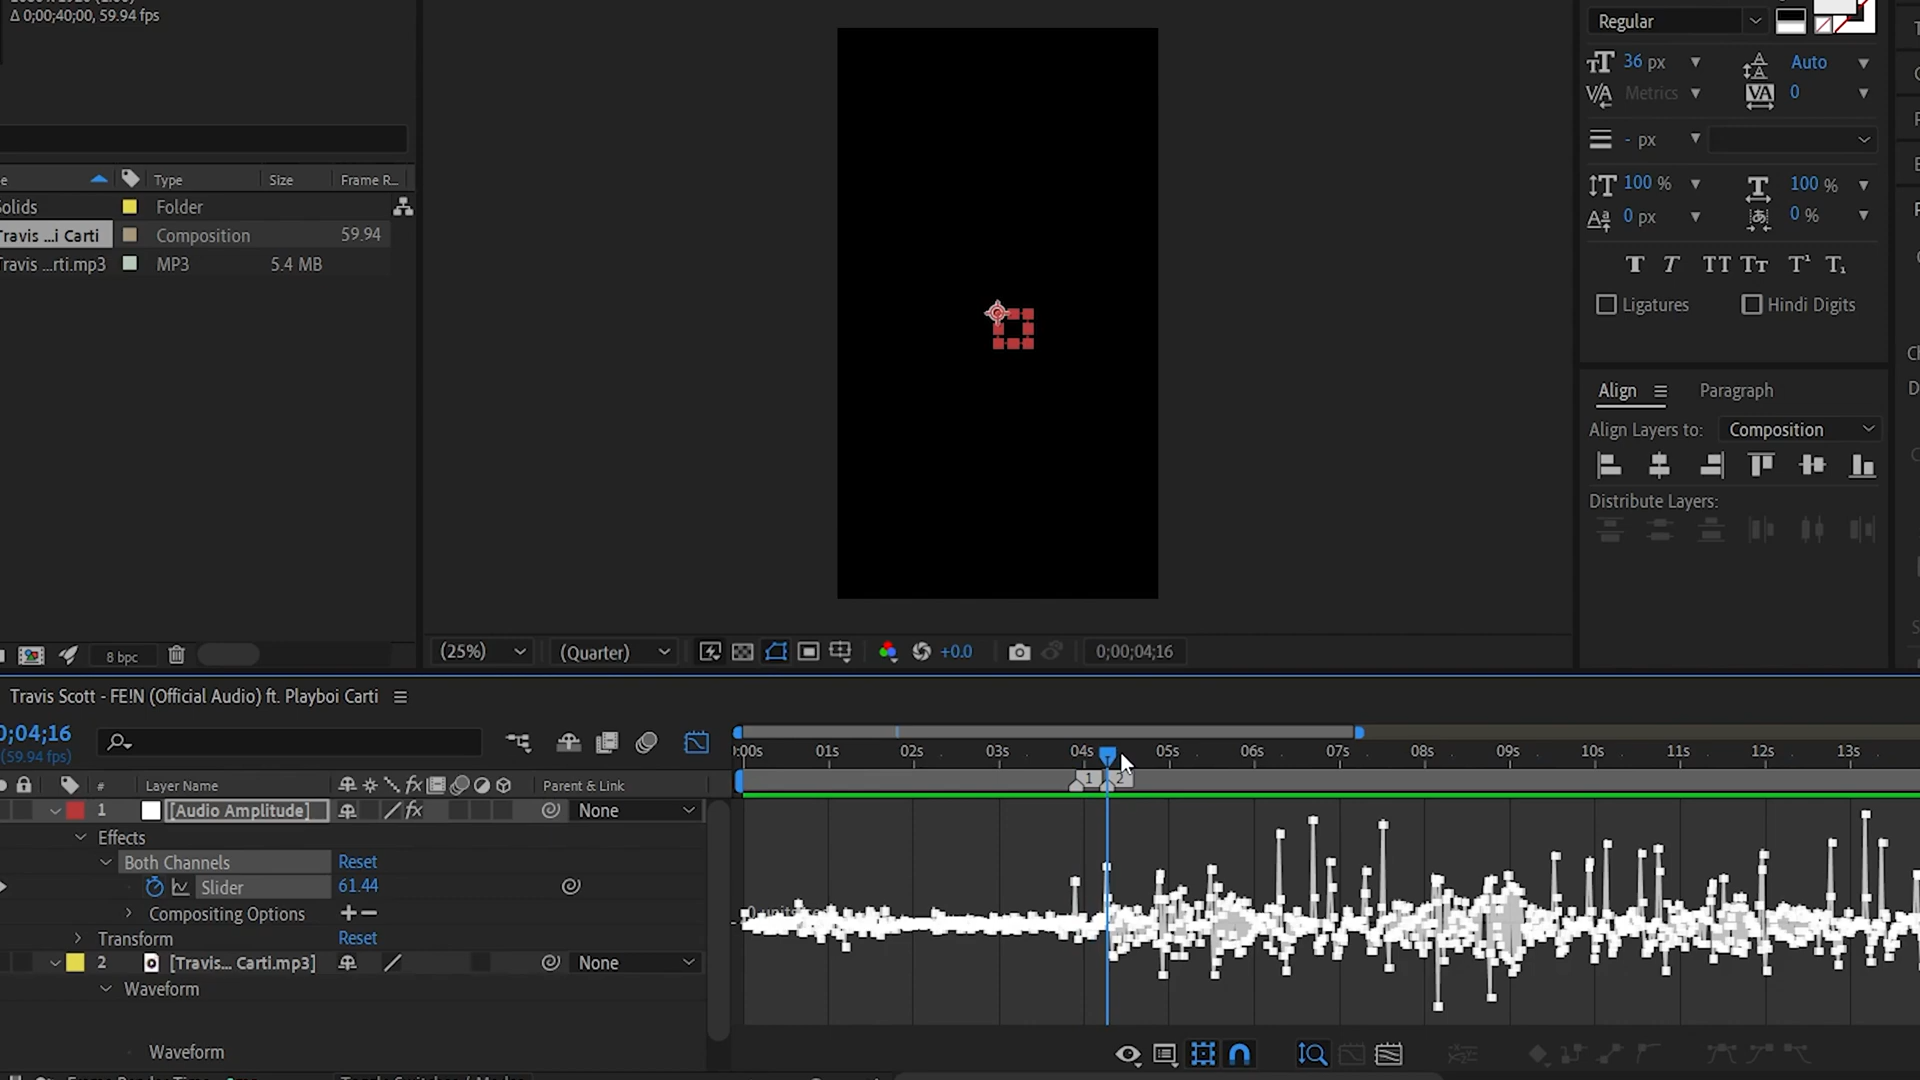 Δ 0;00;40;00, 59.94 fps
Type Size Frame R...
olids Folder
Travis ...i Carti Composition 59.94
Travis ...rti.mp3 MP3 5.4 MB
8 bpc
(25%) (Quarter) +0.0 0;00;04;16
Regular
36 px Auto
Metrics 0
- px
100 % 100 %
0 px 0 %
Ligatures Hindi Digits
Align Paragraph
Align Layers to: Composition
Distribute Layers:
Travis Scott - FE!N (Official Audio) ft. Playboi Carti
0;04;16
(59.94 fps)
:00s 01s 02s 03s 04s 05s 06s 07s 08s 09s 10s 11s 12s 13s
1 2
# Layer Name fx Parent & Link
1 [Audio Amplitude] fx None
Effects
Both Channels Reset
Slider 61.44
Compositing Options
Transform Reset
2 [Travis... Carti.mp3] None
Waveform
Waveform